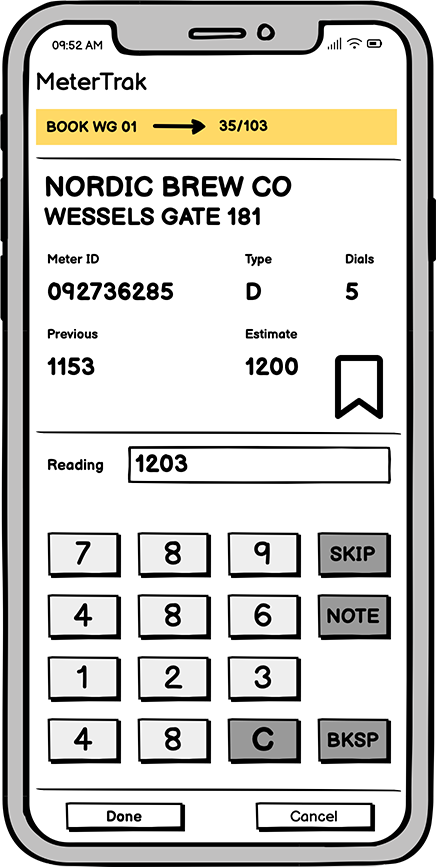 09:52 AM
MeterTrak
BOOK WG 01 35/103
NORDIC BREW CO
WESSELS GATE 181
Meter ID Type Dials
092736285 D 5
Previous Estimate
1153 1200
Reading 1203
7 8 9 SKIP
4 8 6 NOTE
1 2 3
4 8 C BKSP
Done Cancel